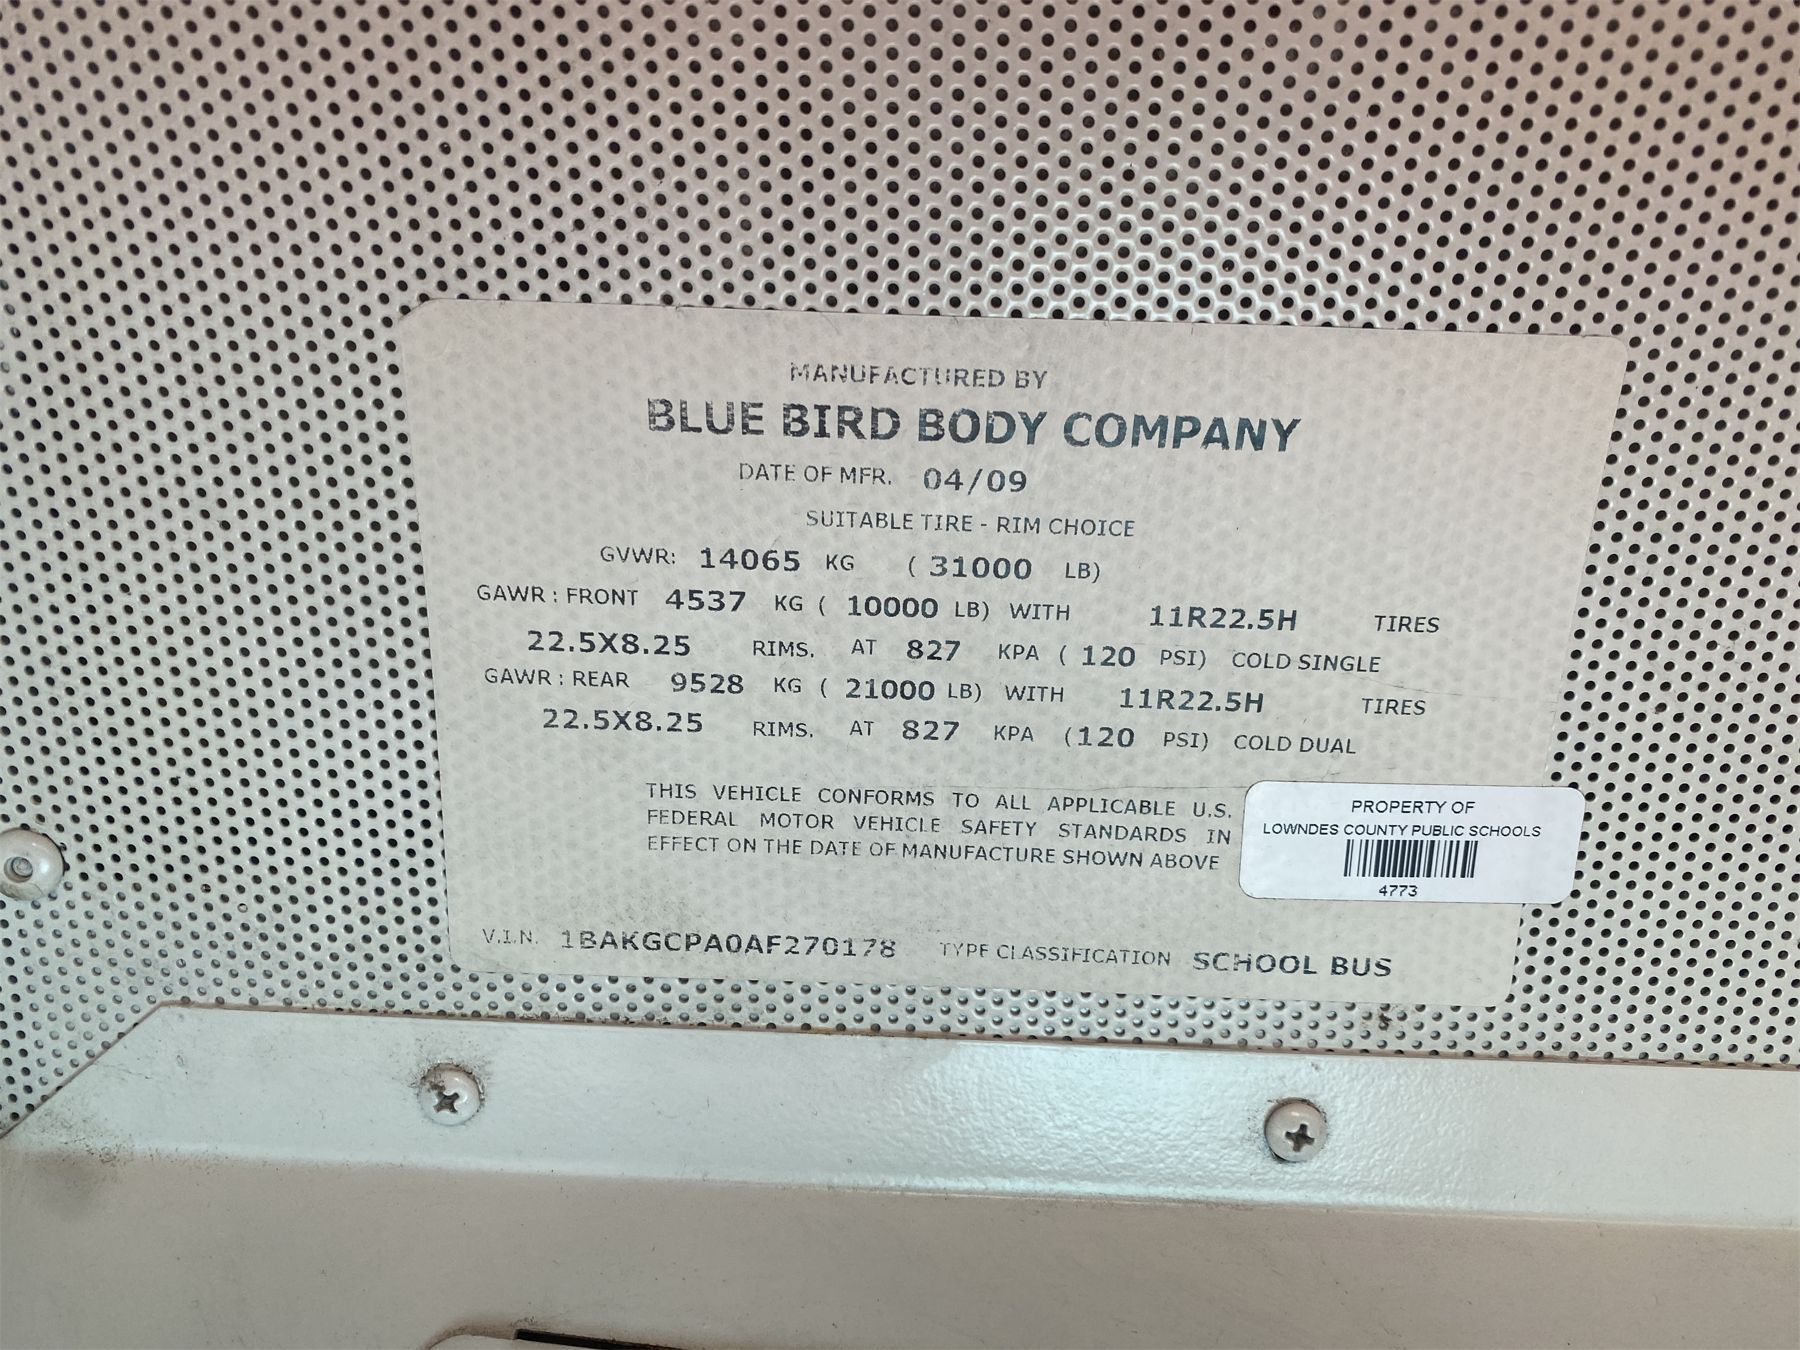 MANUFACTURED BY
BLUE BIRD BODY COMPANY
DATE OF MFR. 04/09
SUITABLE TIRE - RIM CHOICE
GVWR: 14065 KG ( 31000 LB)
GAWR : FRONT 4537 KG ( 10000 LB) WITH 11R22.5H TIRES
22.5X8.25 RIMS. AT 827 KPA ( 120 PSI) COLD SINGLE
GAWR : REAR 9528 KG ( 21000 LB) WITH 11R22.5H TIRES
22.5X8.25 RIMS. AT 827 KPA (120 PSI) COLD DUAL
THIS VEHICLE CONFORMS TO ALL APPLICABLE U.S.
FEDERAL MOTOR VEHICLE SAFETY STANDARDS IN
EFFECT ON THE DATE OF MANUFACTURE SHOWN ABOVE
PROPERTY OF
LOWNDES COUNTY PUBLIC SCHOOLS
4773
V.I.N. 1BAKGCPA0AF270178 TYPE CLASSIFICATION SCHOOL BUS